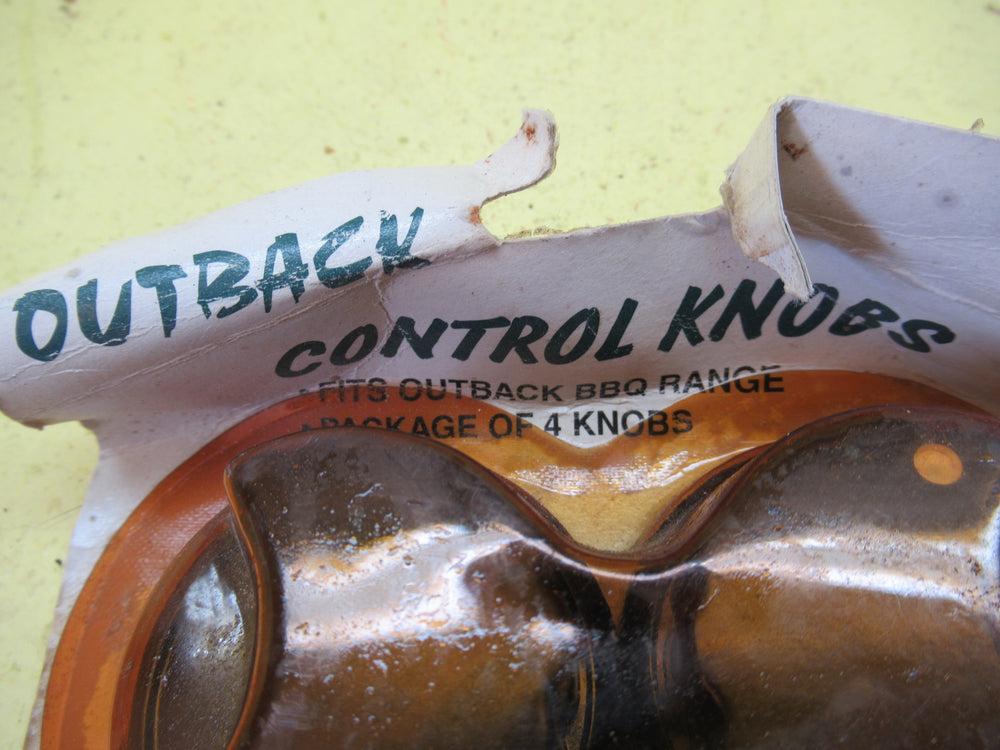 OUTBACK
CONTROL KNOBS
• FITS OUTBACK BBQ RANGE
• PACKAGE OF 4 KNOBS